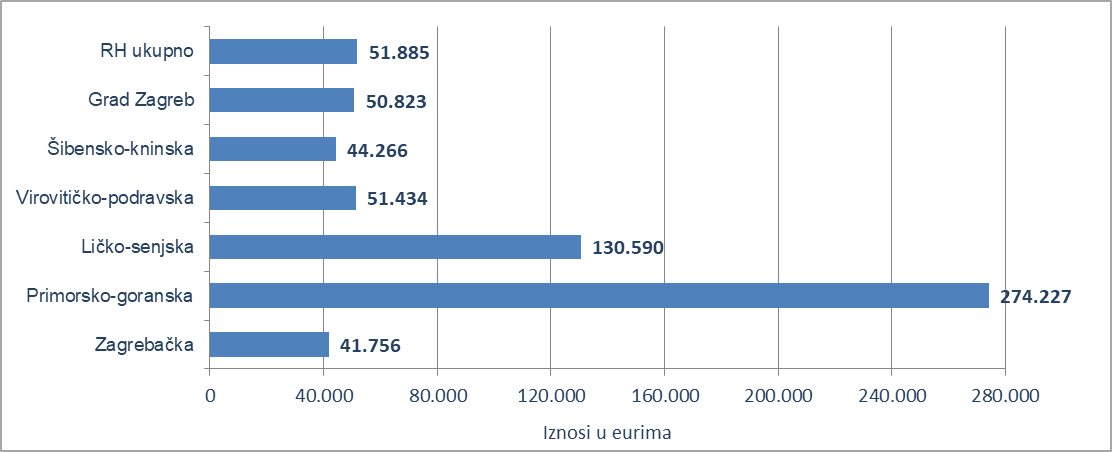 RH ukupno 51.885
Grad Zagreb 50.823
Šibensko-kninska 44.266
Virovitičko-podravska 51.434
Ličko-senjska 130.590
Primorsko-goranska 274.227
Zagrebačka 41.756
0 40.000 80.000 120.000 160.000 200.000 240.000 280.000
Iznosi u eurima